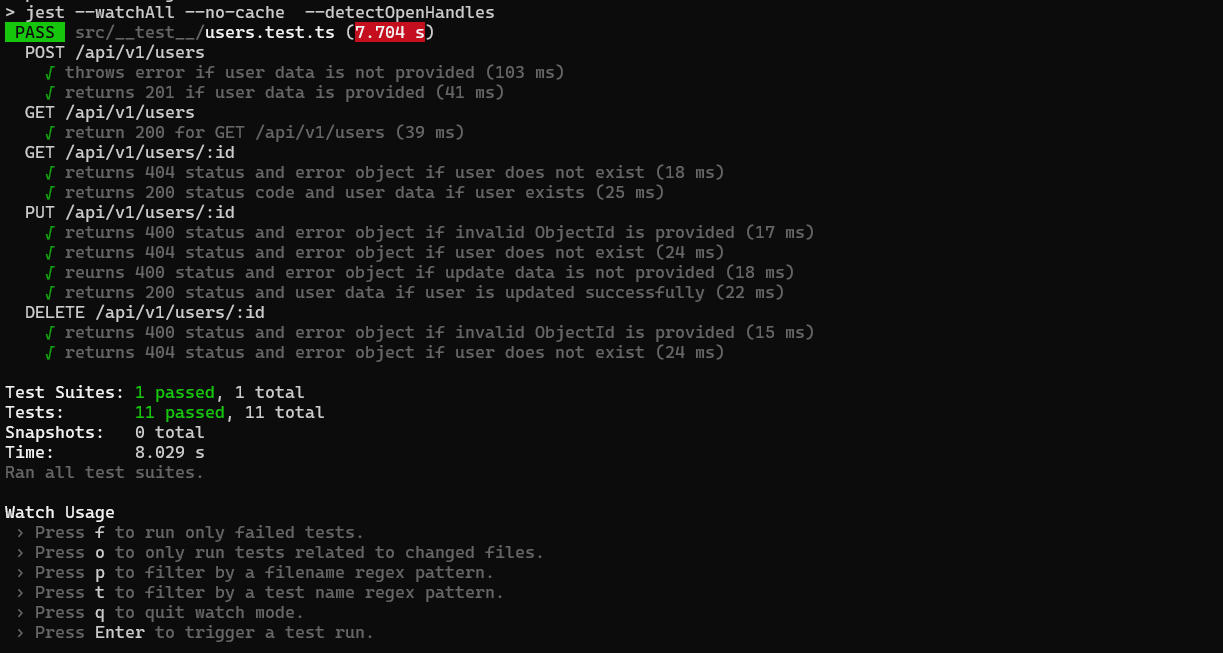 > jest --watchAll --no-cache  --detectOpenHandles
PASS src/__test__/users.test.ts (7.704 s)
POST /api/v1/users
√ throws error if user data is not provided (103 ms)
√ returns 201 if user data is provided (41 ms)
GET /api/v1/users
√ return 200 for GET /api/v1/users (39 ms)
GET /api/v1/users/:id
√ returns 404 status and error object if user does not exist (18 ms)
√ returns 200 status code and user data if user exists (25 ms)
PUT /api/v1/users/:id
√ returns 400 status and error object if invalid ObjectId is provided (17 ms)
√ returns 404 status and error object if user does not exist (24 ms)
√ reurns 400 status and error object if update data is not provided (18 ms)
√ returns 200 status and user data if user is updated successfully (22 ms)
DELETE /api/v1/users/:id
√ returns 400 status and error object if invalid ObjectId is provided (15 ms)
√ returns 404 status and error object if user does not exist (24 ms)
Test Suites: 1 passed, 1 total
Tests:       11 passed, 11 total
Snapshots:   0 total
Time:        8.029 s
Ran all test suites.
Watch Usage
› Press f to run only failed tests.
› Press o to only run tests related to changed files.
› Press p to filter by a filename regex pattern.
› Press t to filter by a test name regex pattern.
› Press q to quit watch mode.
› Press Enter to trigger a test run.